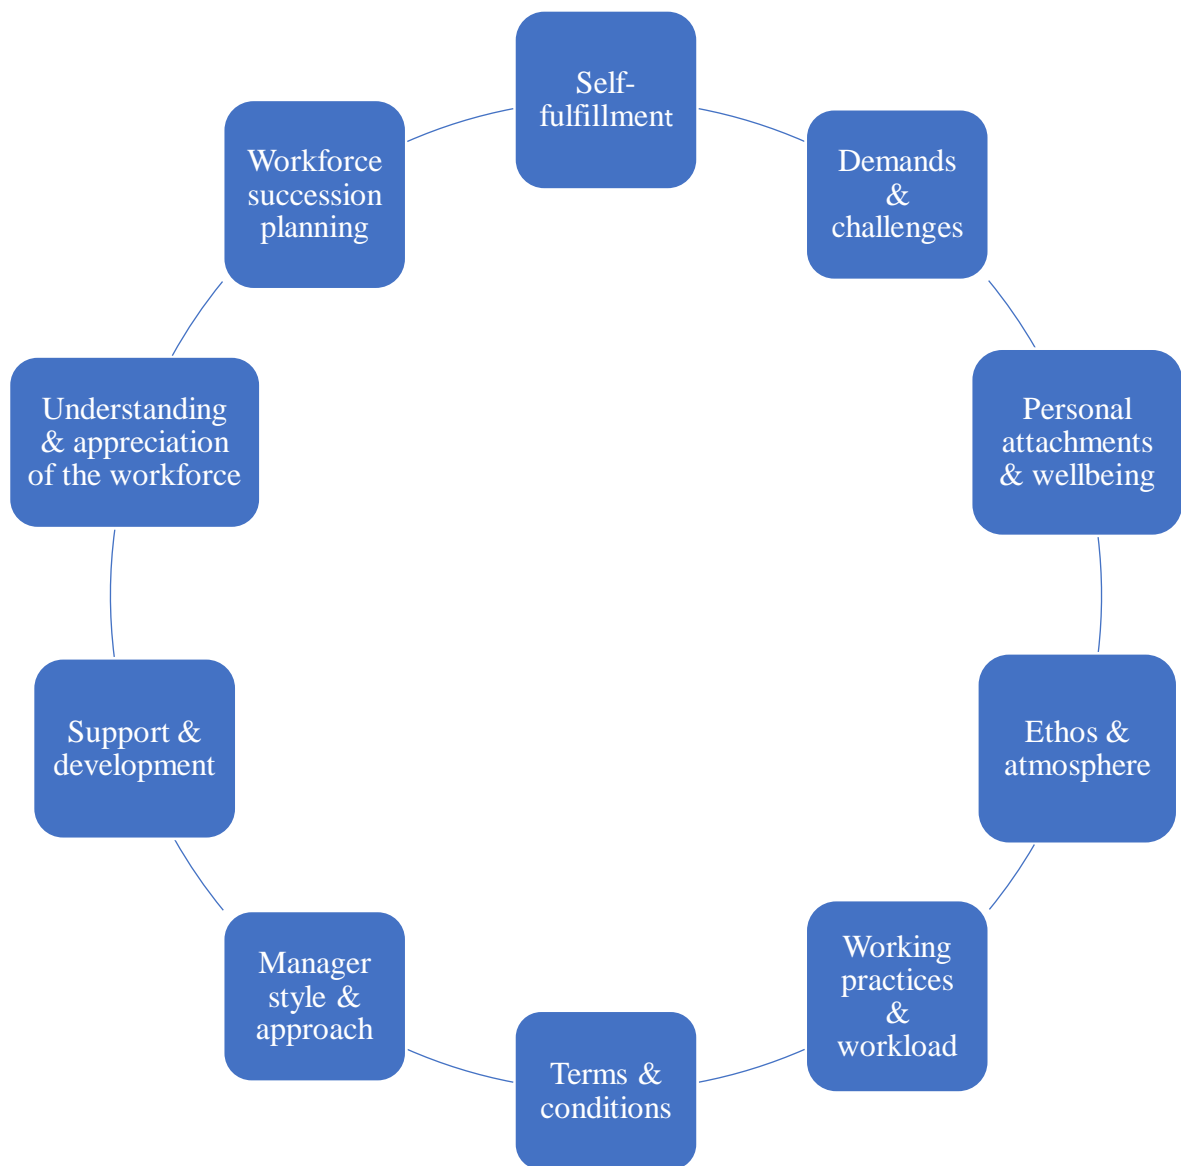 Self-
fulfillment
Demands
&
challenges
Personal
attachments
& wellbeing
Ethos &
atmosphere
Working
practices
&
workload
Terms &
conditions
Manager
style &
approach
Support &
development
Understanding
& appreciation
of the workforce
Workforce
succession
planning